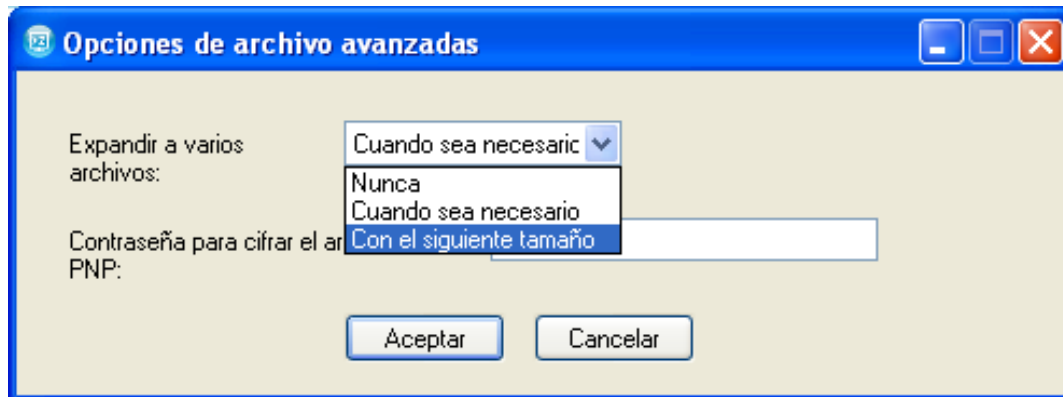 Opciones de archivo avanzadas
Expandir a varios
archivos:
Cuando sea necesaric
Nunca
Cuando sea necesario
Con el siguiente tamaño
Contraseña para cifrar el ar
PNP:
Aceptar
Cancelar